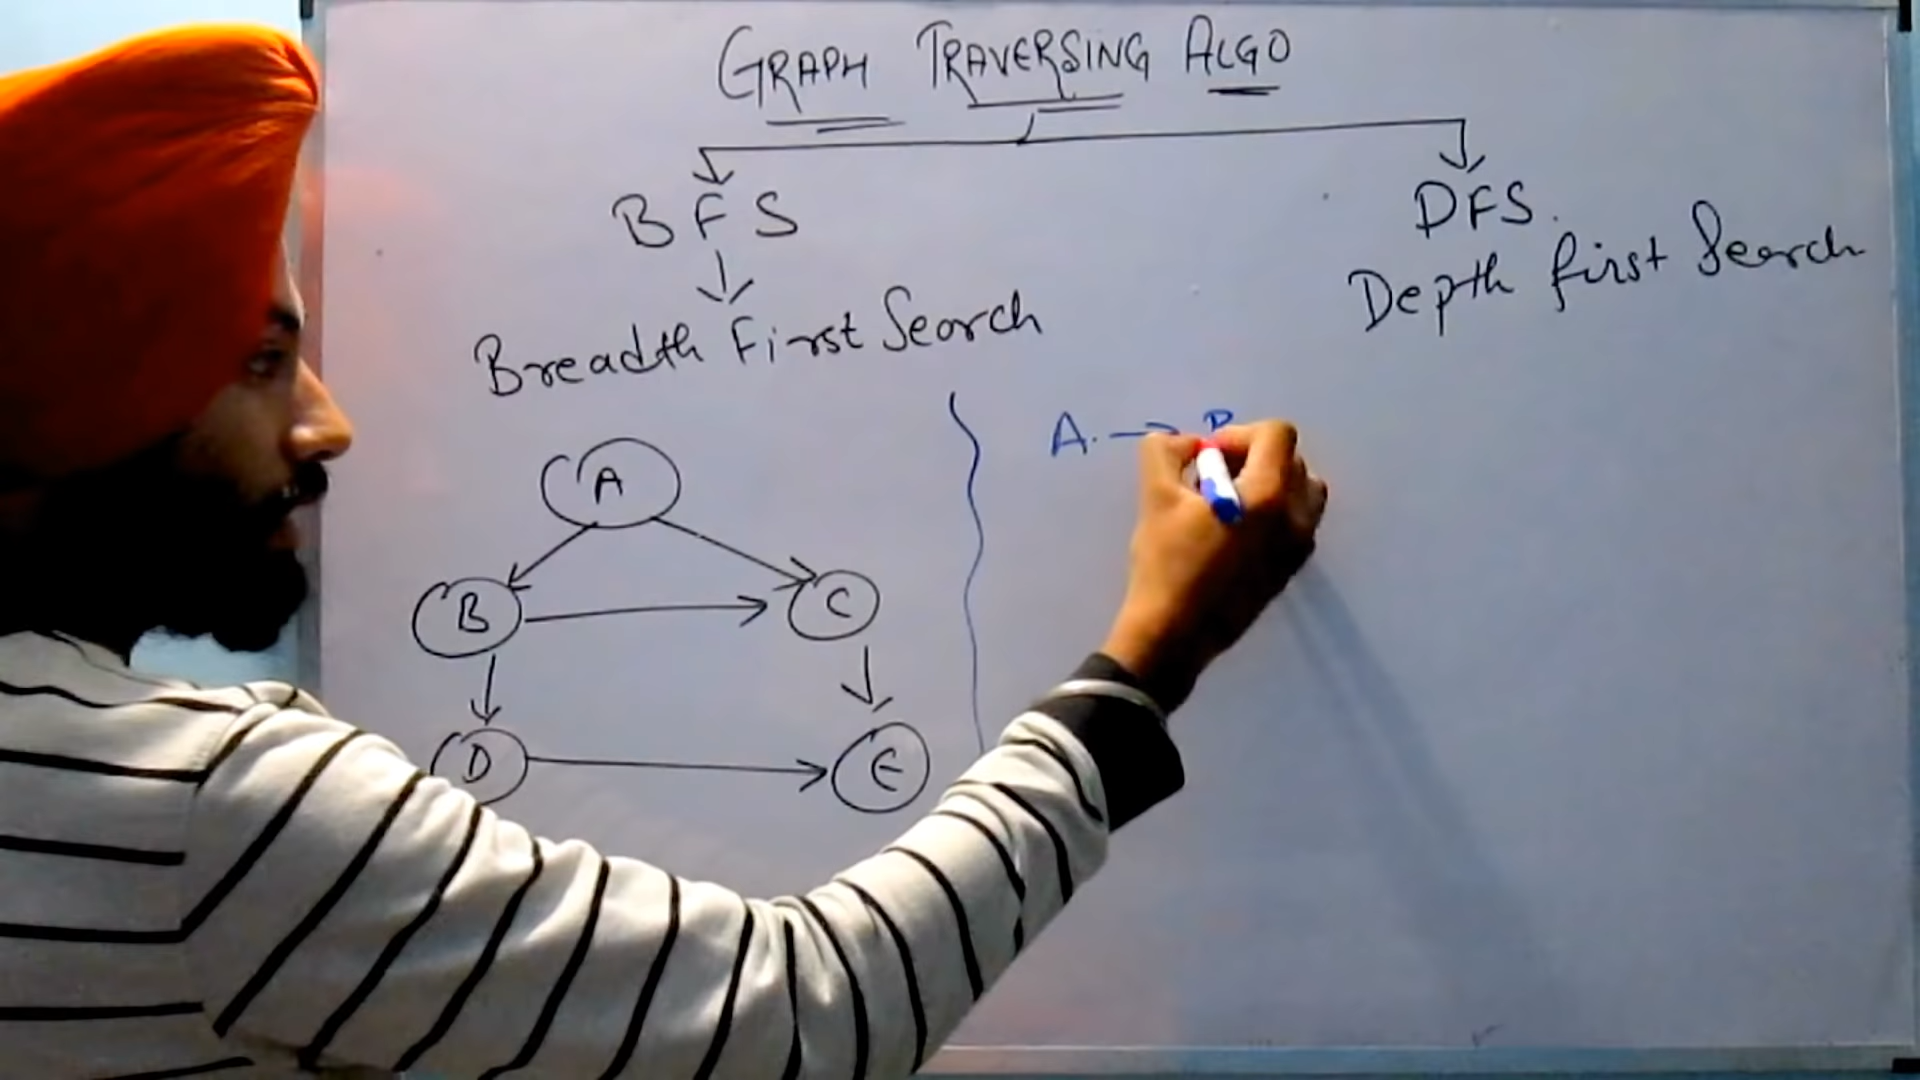 GRAPH TRAVERSING ALGO
BFS
DFS.
Breadth First Search
Depth first Search
A. →
A
B
C
D
E